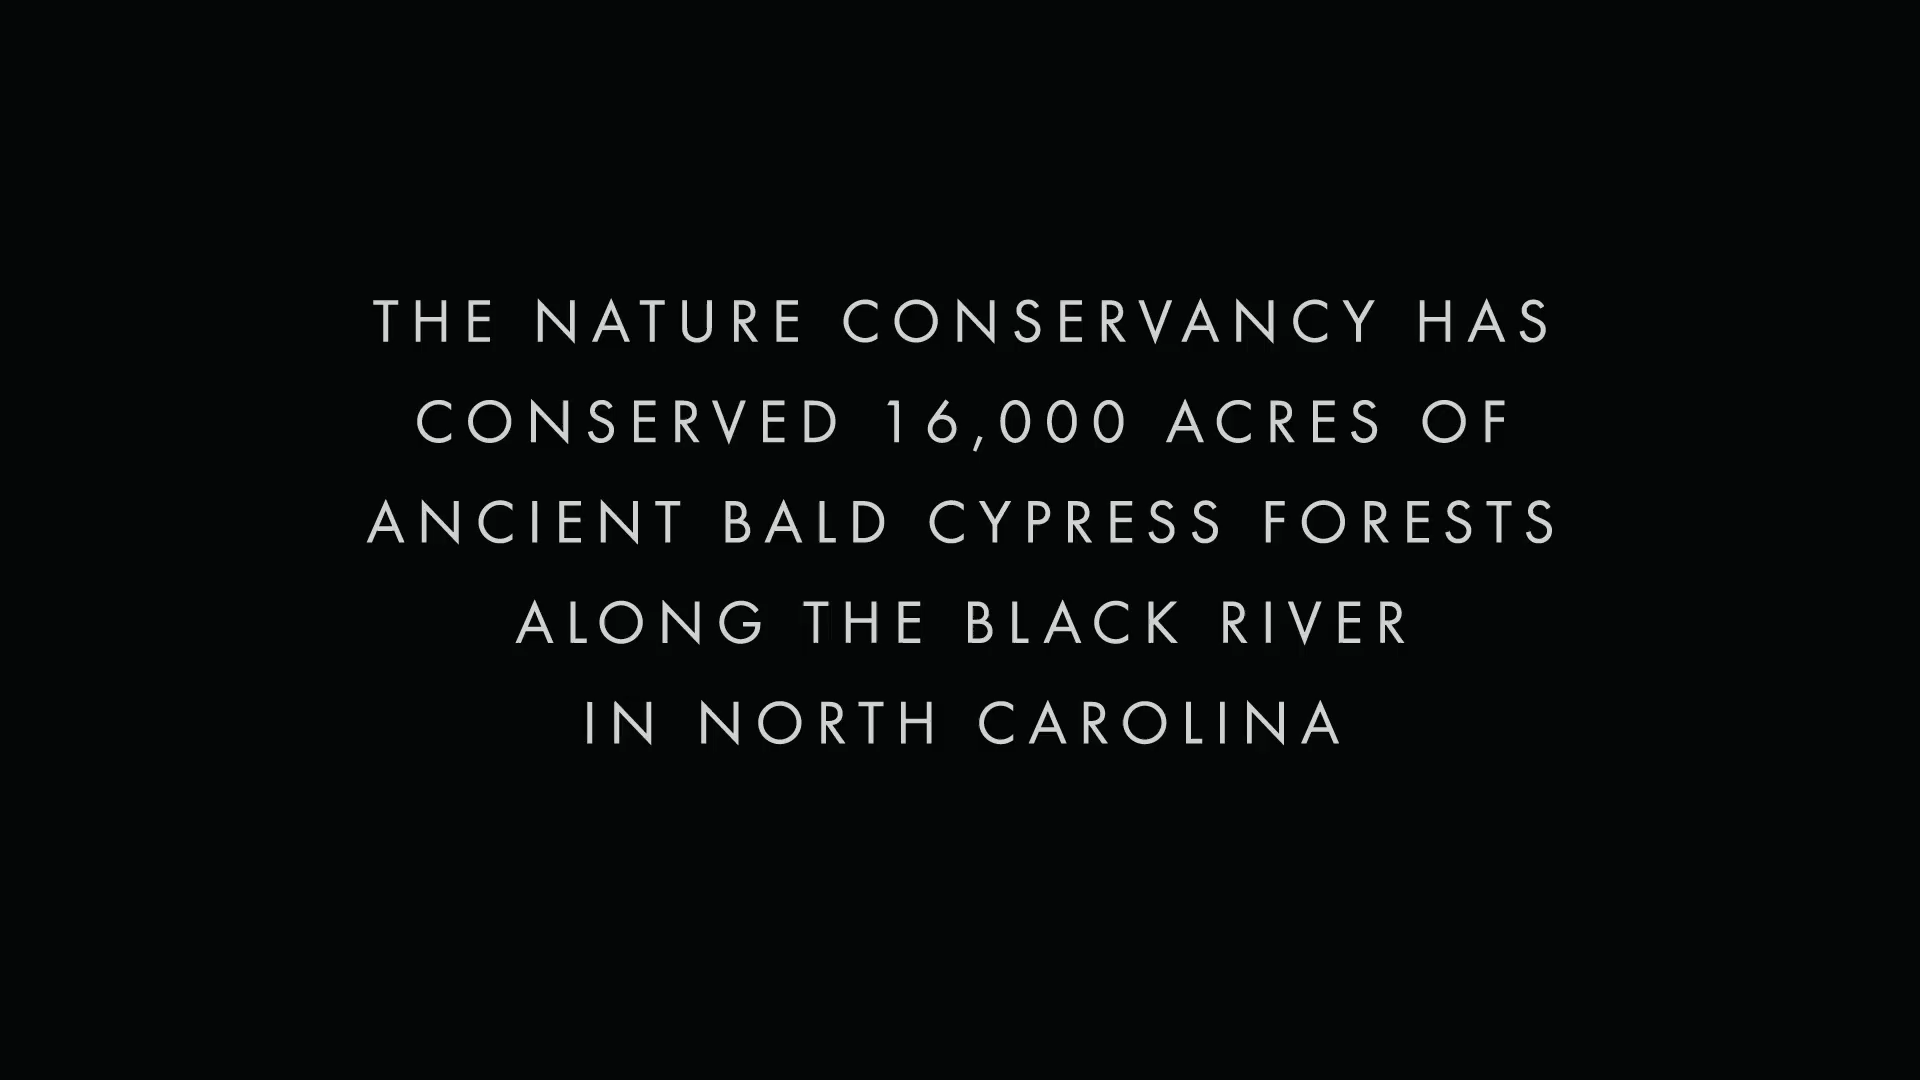 THE NATURE CONSERVANCY HAS
CONSERVED 16,000 ACRES OF
ANCIENT BALD CYPRESS FORESTS
ALONG THE BLACK RIVER
IN NORTH CAROLINA